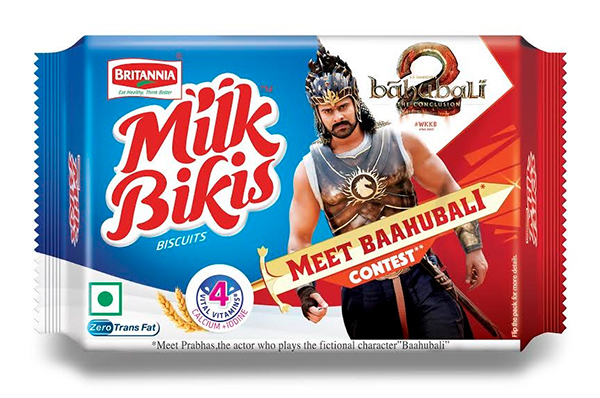 BRITANNIA
Eat Healthy, Think Better
Milk
Bikis
BISCUITS
4
VITAL VITAMINS*
CALCIUM + IODINE
Zero Trans Fat
2
bahubali
THE CONCLUSION
#WKKB
MEET BAAHUBALI*
CONTEST**
Flip the pack for more details.
*Meet Prabhas,the actor who plays the fictional character"Baahubali"